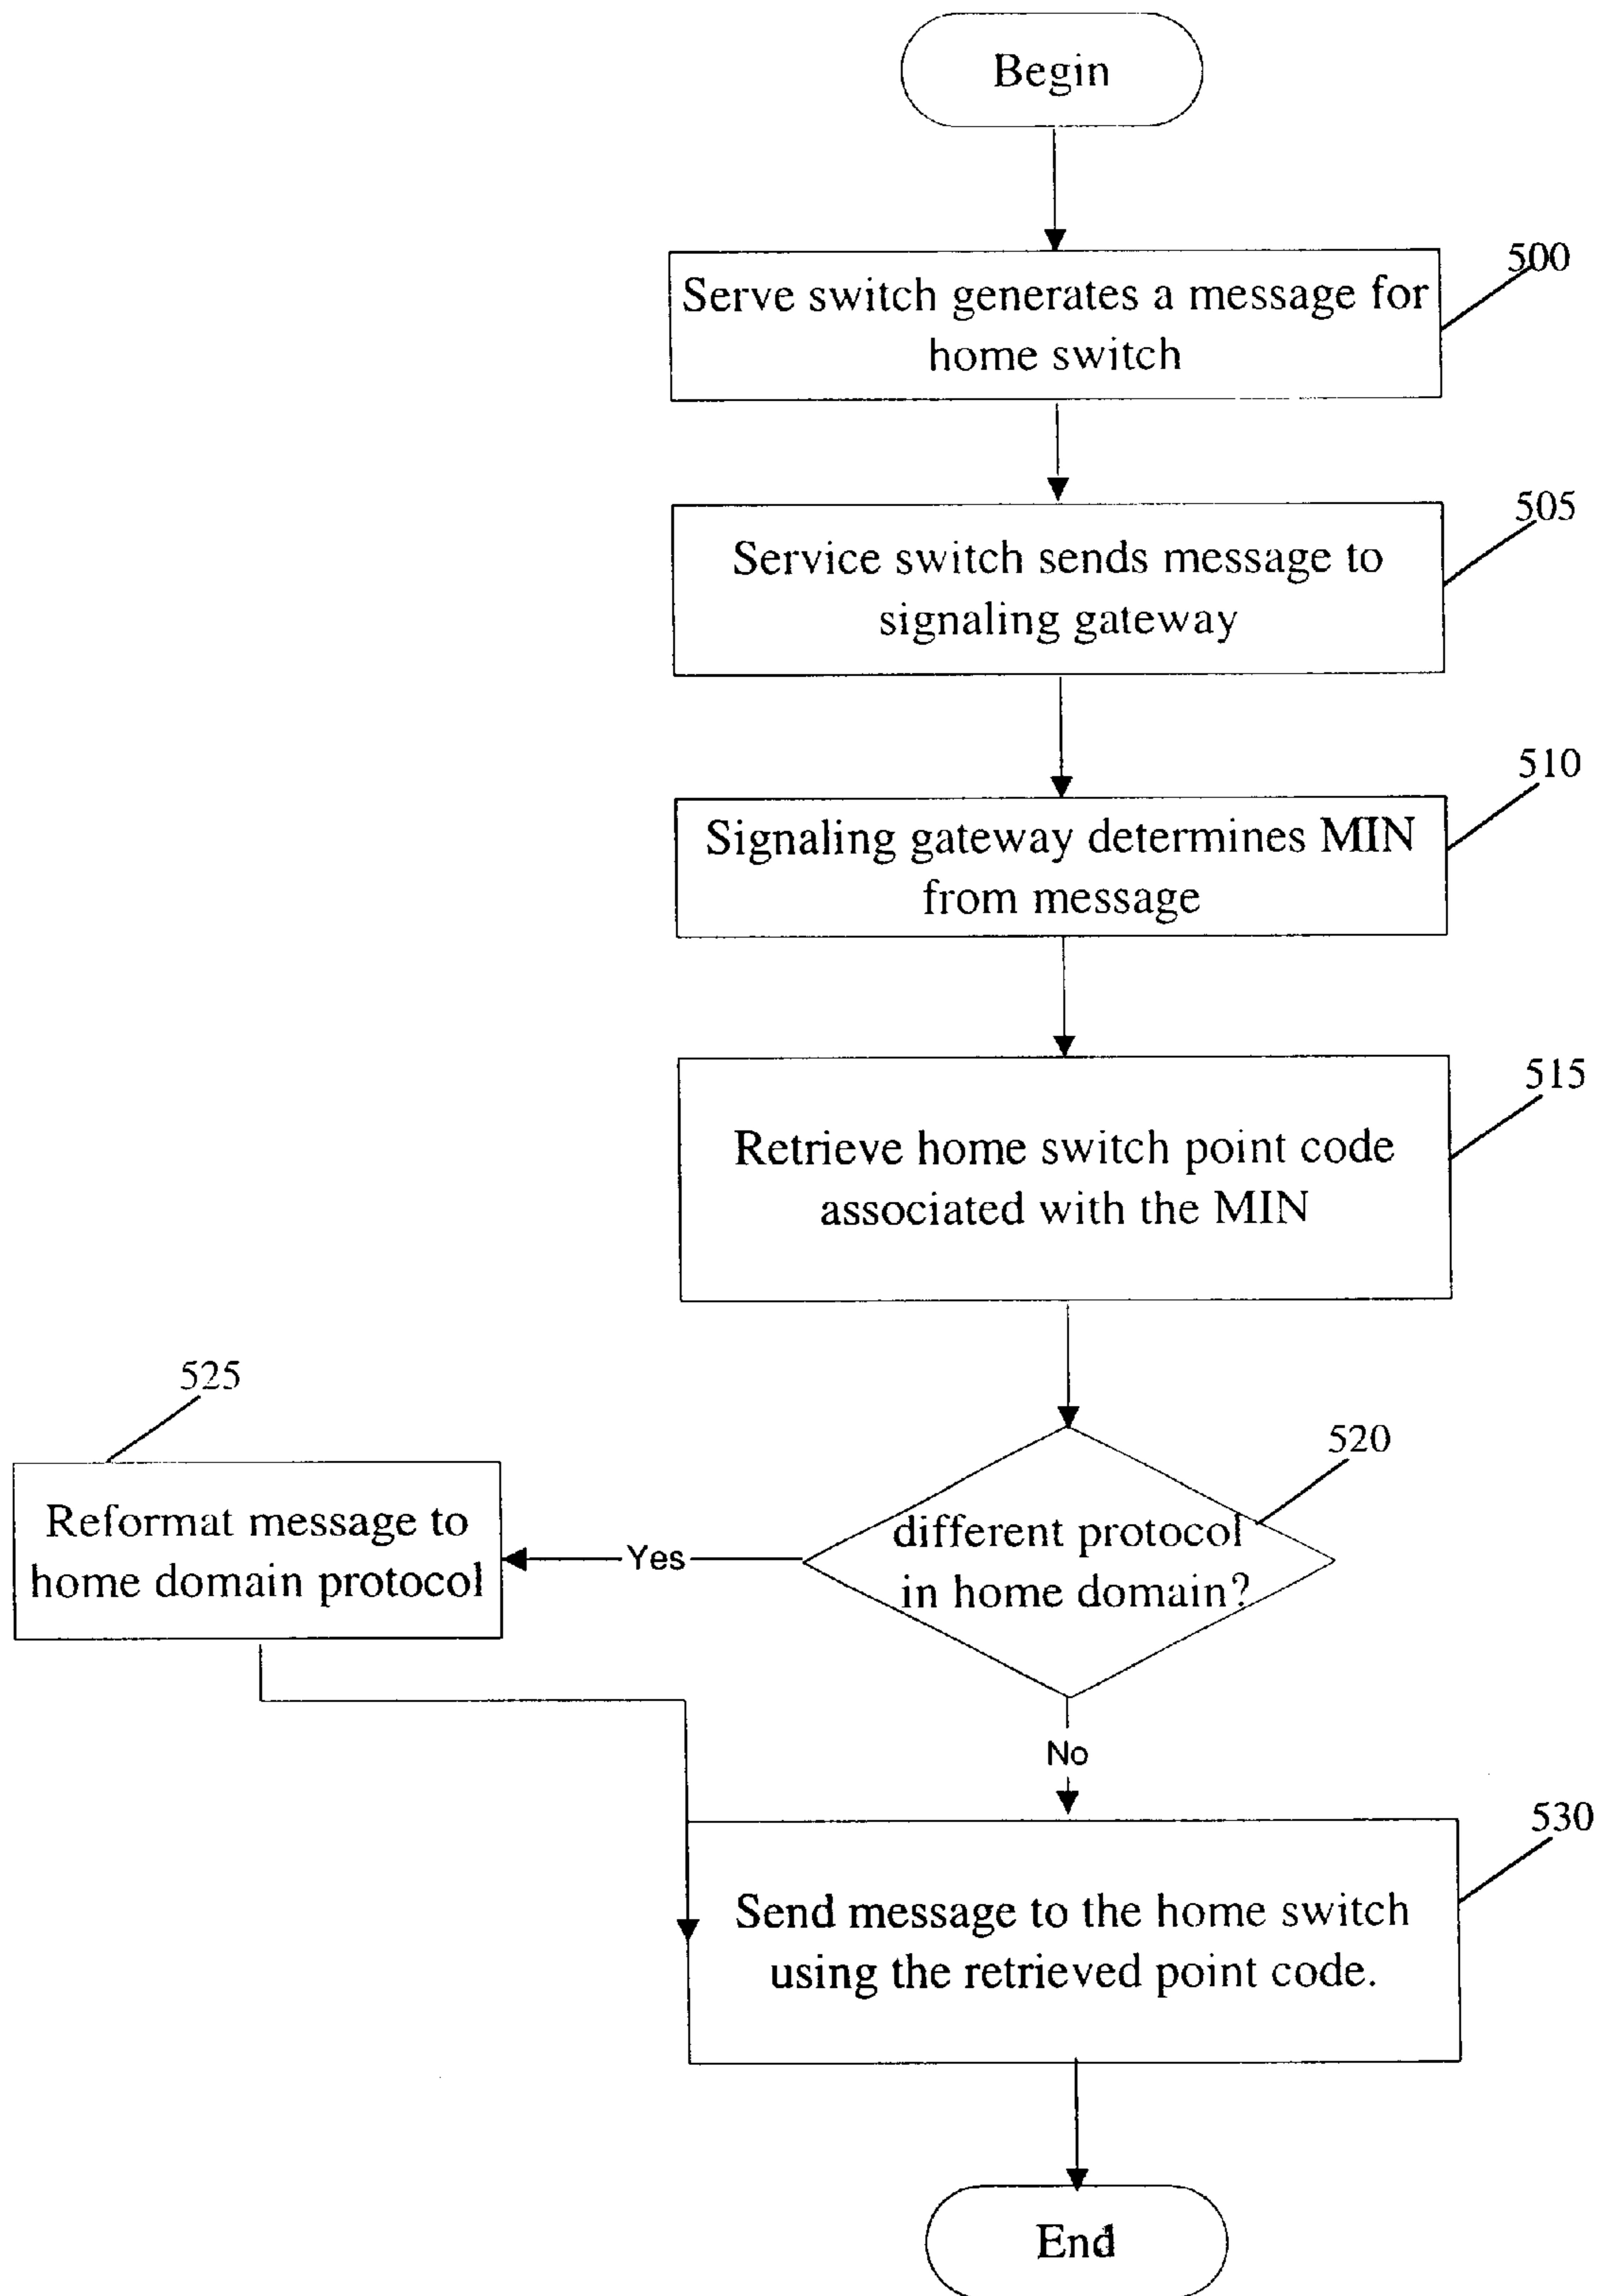 Begin
500
Serve switch generates a message for
home switch
505
Service switch sends message to
signaling gateway
510
Signaling gateway determines MIN
from message
515
Retrieve home switch point code
associated with the MIN
525
520
Reformat message to
home domain protocol
Yes
different protocol
in home domain?
No
530
Send message to the home switch
using the retrieved point code.
End